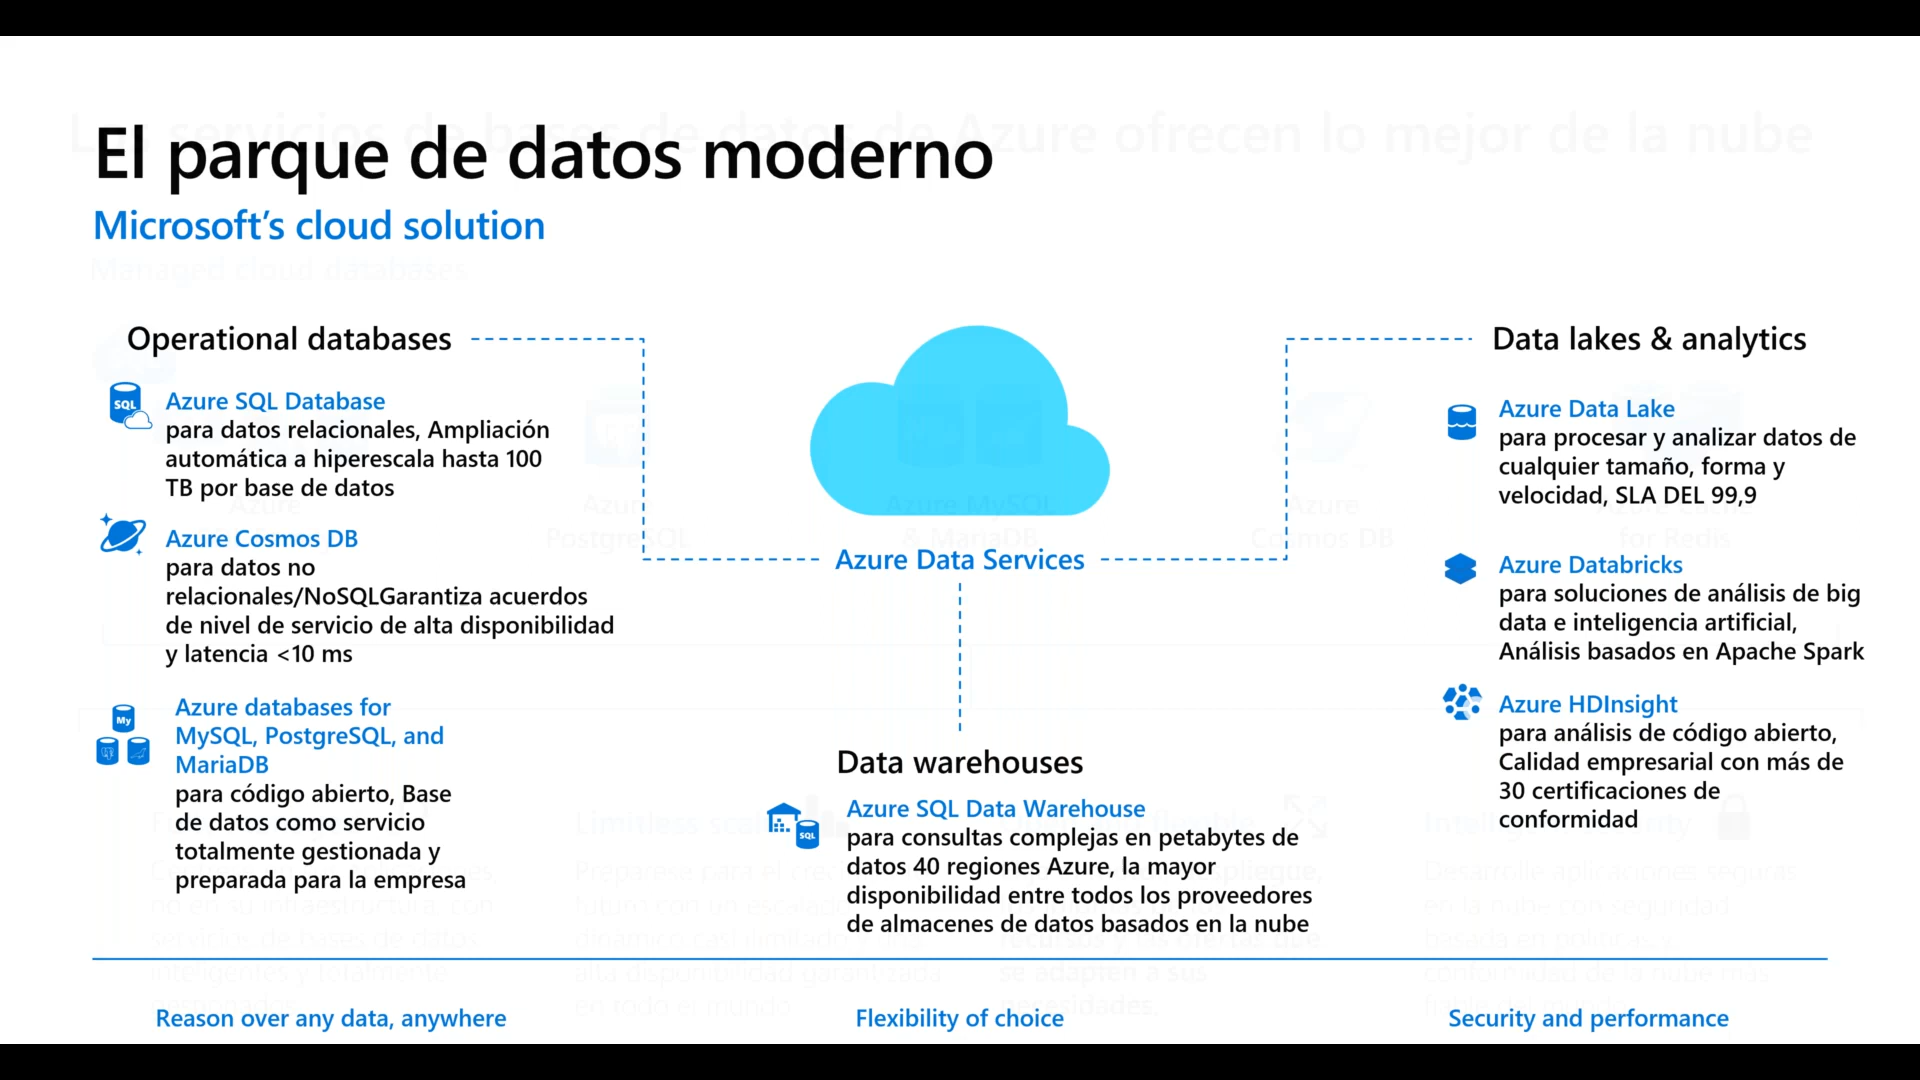 El parque de datos moderno
Microsoft's cloud solution
Managed cloud databases
Operational databases
SQL
Azure SQL Database
para datos relacionales, Ampliación
automática a hiperescala hasta 100
TB por base de datos
Azure Cosmos DB
para datos no
relacionales/NoSQLGarantiza acuerdos
de nivel de servicio de alta disponibilidad
y latencia <10 ms
My
Azure databases for
MySQL, PostgreSQL, and
MariaDB
para código abierto, Base
de datos como servicio
totalmente gestionada y
preparada para la empresa
Azure Data Services
Data warehouses
SQL
Azure SQL Data Warehouse
para consultas complejas en petabytes de
datos 40 regiones Azure, la mayor
disponibilidad entre todos los proveedores
de almacenes de datos basados en la nube
Data lakes & analytics
Azure Data Lake
para procesar y analizar datos de
cualquier tamaño, forma y
velocidad, SLA DEL 99,9
Azure Databricks
para soluciones de análisis de big
data e inteligencia artificial,
Análisis basados en Apache Spark
Azure HDInsight
para análisis de código abierto,
Calidad empresarial con más de
30 certificaciones de
conformidad
Reason over any data, anywhere
Flexibility of choice
Security and performance